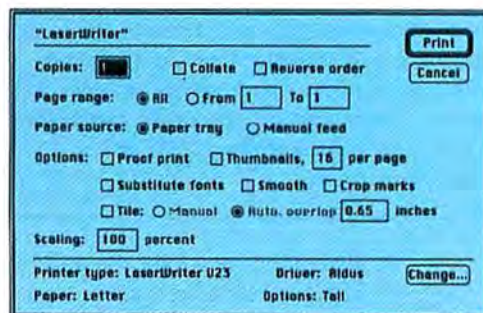 "LaserWriter"
Print
Copies: 1 Collate Reverse order
Cancel
Page range: All From 1 To 1
Paper source: Paper tray Manual feed
Options: Proof print Thumbnails, 16 per page
Substitute fonts Smooth Crop marks
Tile: Manual Auto. overlap 0.65 inches
Scaling: 100 percent
Printer type: LaserWriter V23 Driver: Aldus Change...
Paper: Letter Options: Tall